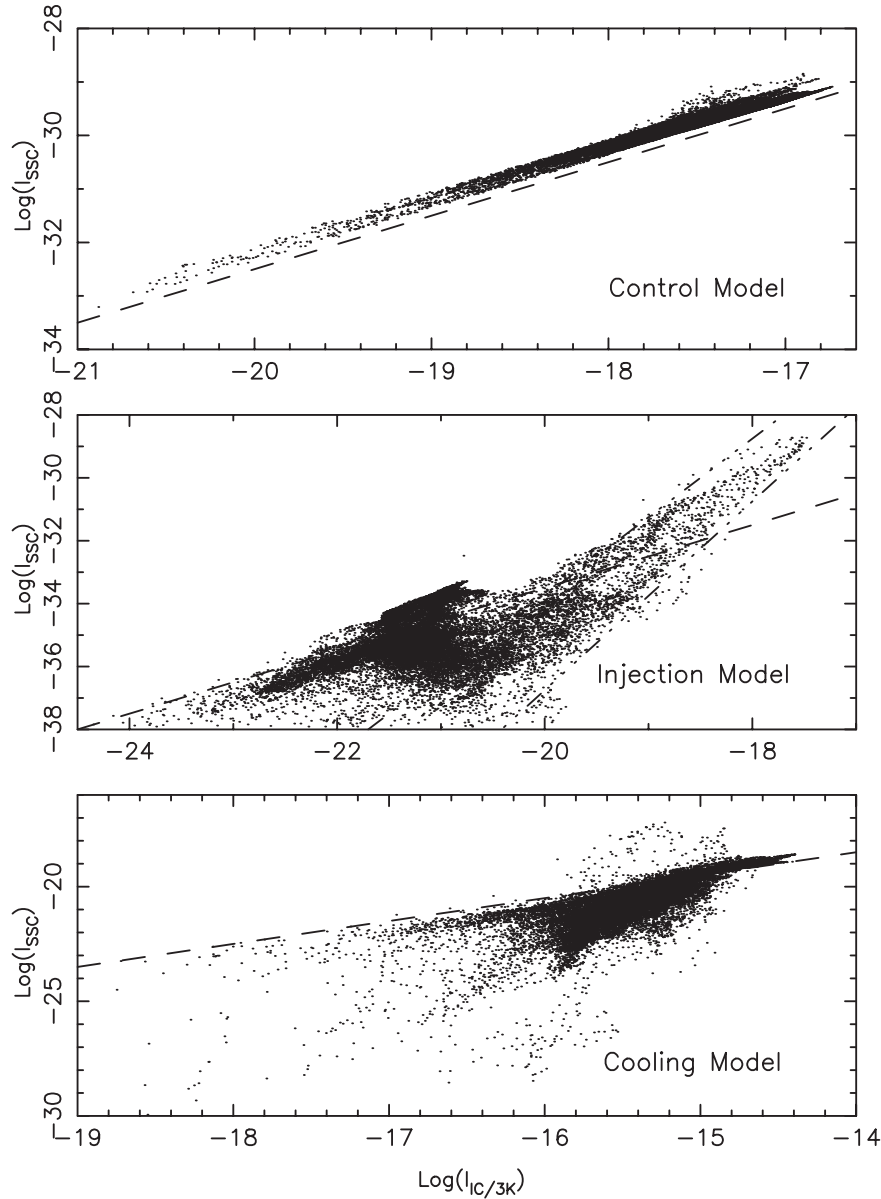 −28
−30
−32
−34
Log(I_SSC)
Control Model
−21 −20 −19 −18 −17
−28
−30
−32
−34
−36
−38
Log(I_SSC)
Injection Model
−24 −22 −20 −18
−20
−25
−30
Log(I_SSC)
Cooling Model
−19 −18 −17 −16 −15 −14
Log(I_IC/3K)